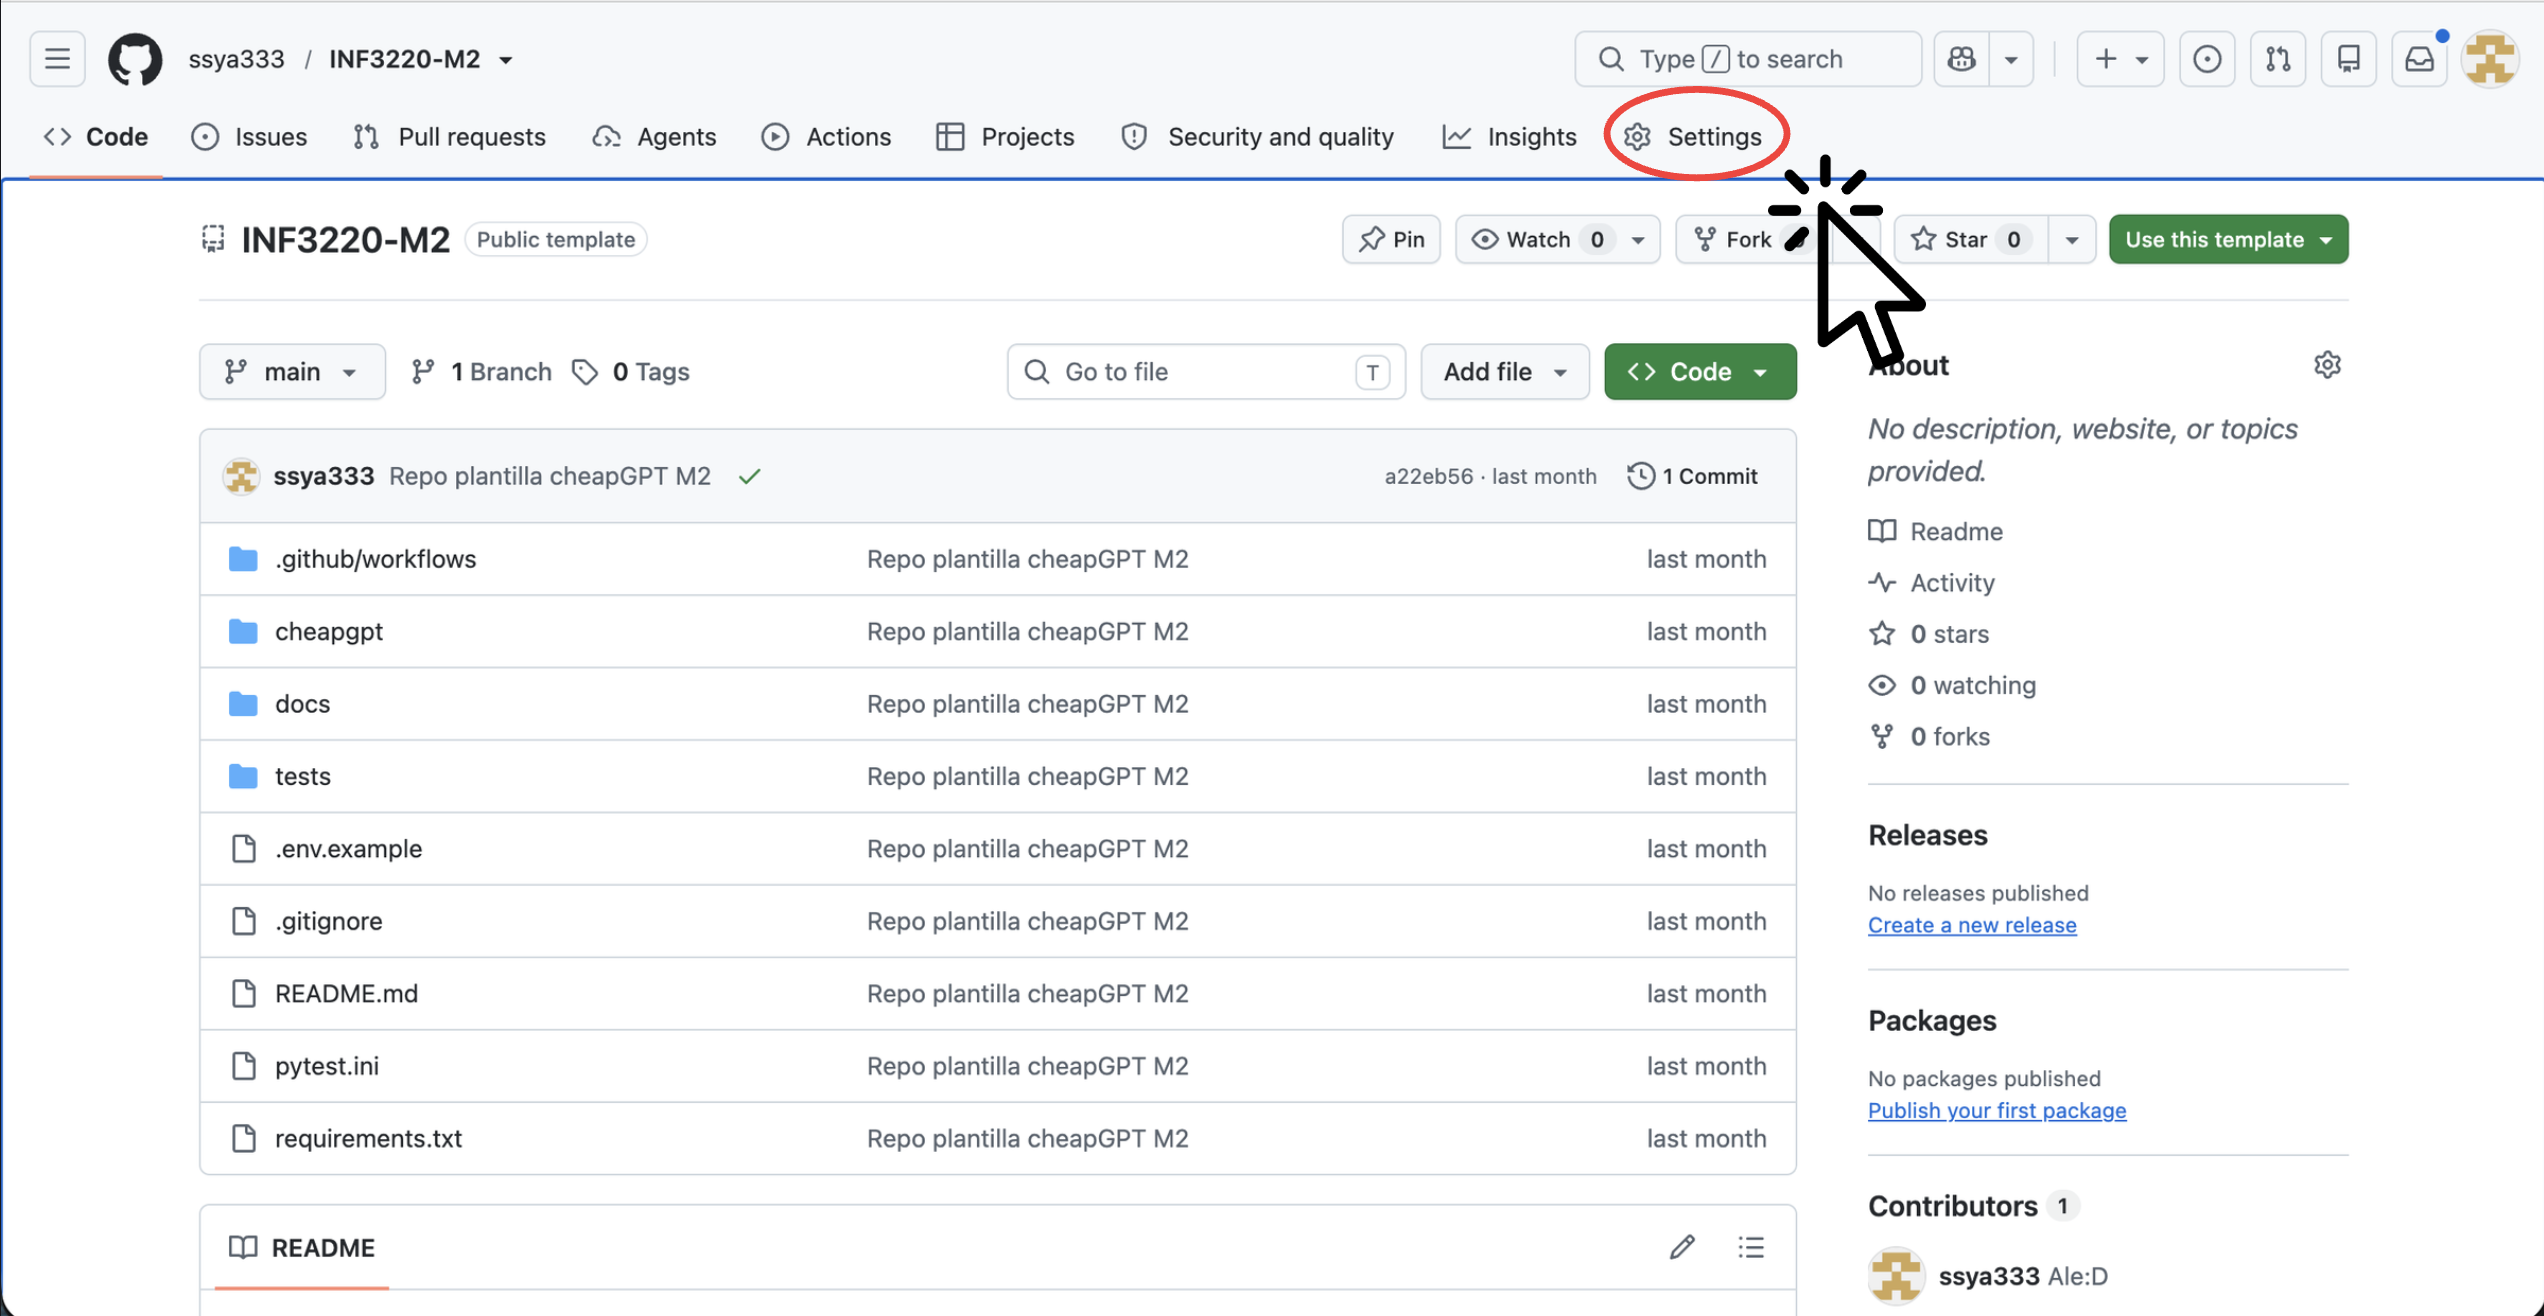 ssya333 / INF3220-M2
Type / to search
Code Issues Pull requests Agents Actions Projects Security and quality Insights Settings
INF3220-M2 Public template
Pin Watch 0 Fork Star 0 Use this template
main 1 Branch 0 Tags Go to file T Add file Code
ssya333 Repo plantilla cheapGPT M2 a22eb56 · last month 1 Commit
.github/workflows Repo plantilla cheapGPT M2 last month
cheapgpt Repo plantilla cheapGPT M2 last month
docs Repo plantilla cheapGPT M2 last month
tests Repo plantilla cheapGPT M2 last month
.env.example Repo plantilla cheapGPT M2 last month
.gitignore Repo plantilla cheapGPT M2 last month
README.md Repo plantilla cheapGPT M2 last month
pytest.ini Repo plantilla cheapGPT M2 last month
requirements.txt Repo plantilla cheapGPT M2 last month
README
About
No description, website, or topics
provided.
Readme
Activity
0 stars
0 watching
0 forks
Releases
No releases published
Create a new release
Packages
No packages published
Publish your first package
Contributors 1
ssya333 Ale:D